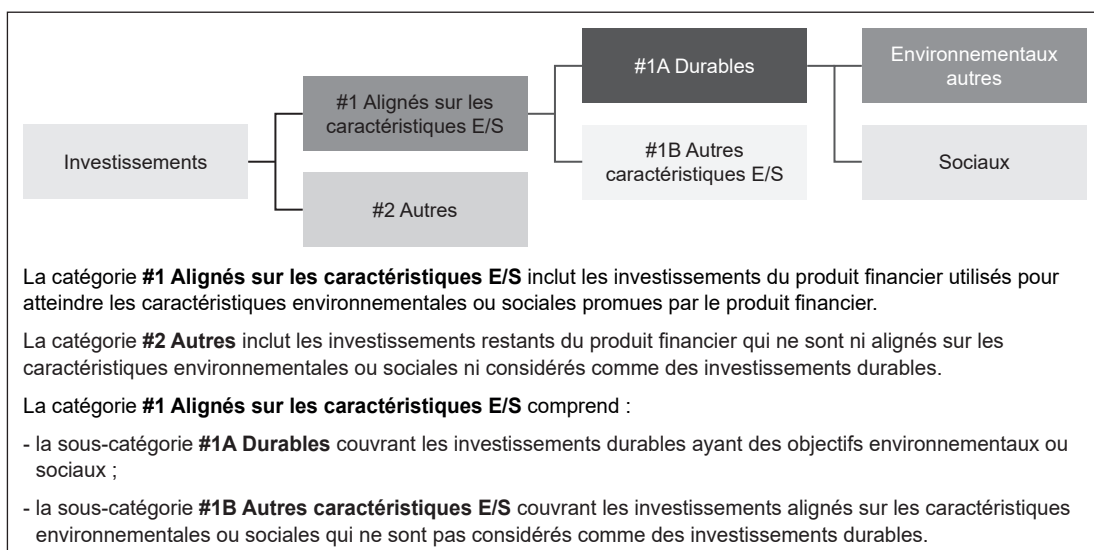 Investissements
#1 Alignés sur les
caractéristiques E/S
#2 Autres
#1A Durables
#1B Autres
caractéristiques E/S
Environnementaux
autres
Sociaux
La catégorie #1 Alignés sur les caractéristiques E/S inclut les investissements du produit financier utilisés pour
atteindre les caractéristiques environnementales ou sociales promues par le produit financier.
La catégorie #2 Autres inclut les investissements restants du produit financier qui ne sont ni alignés sur les
caractéristiques environnementales ou sociales ni considérés comme des investissements durables.
La catégorie #1 Alignés sur les caractéristiques E/S comprend :
- la sous-catégorie #1A Durables couvrant les investissements durables ayant des objectifs environnementaux ou
sociaux ;
- la sous-catégorie #1B Autres caractéristiques E/S couvrant les investissements alignés sur les caractéristiques
environnementales ou sociales qui ne sont pas considérés comme des investissements durables.